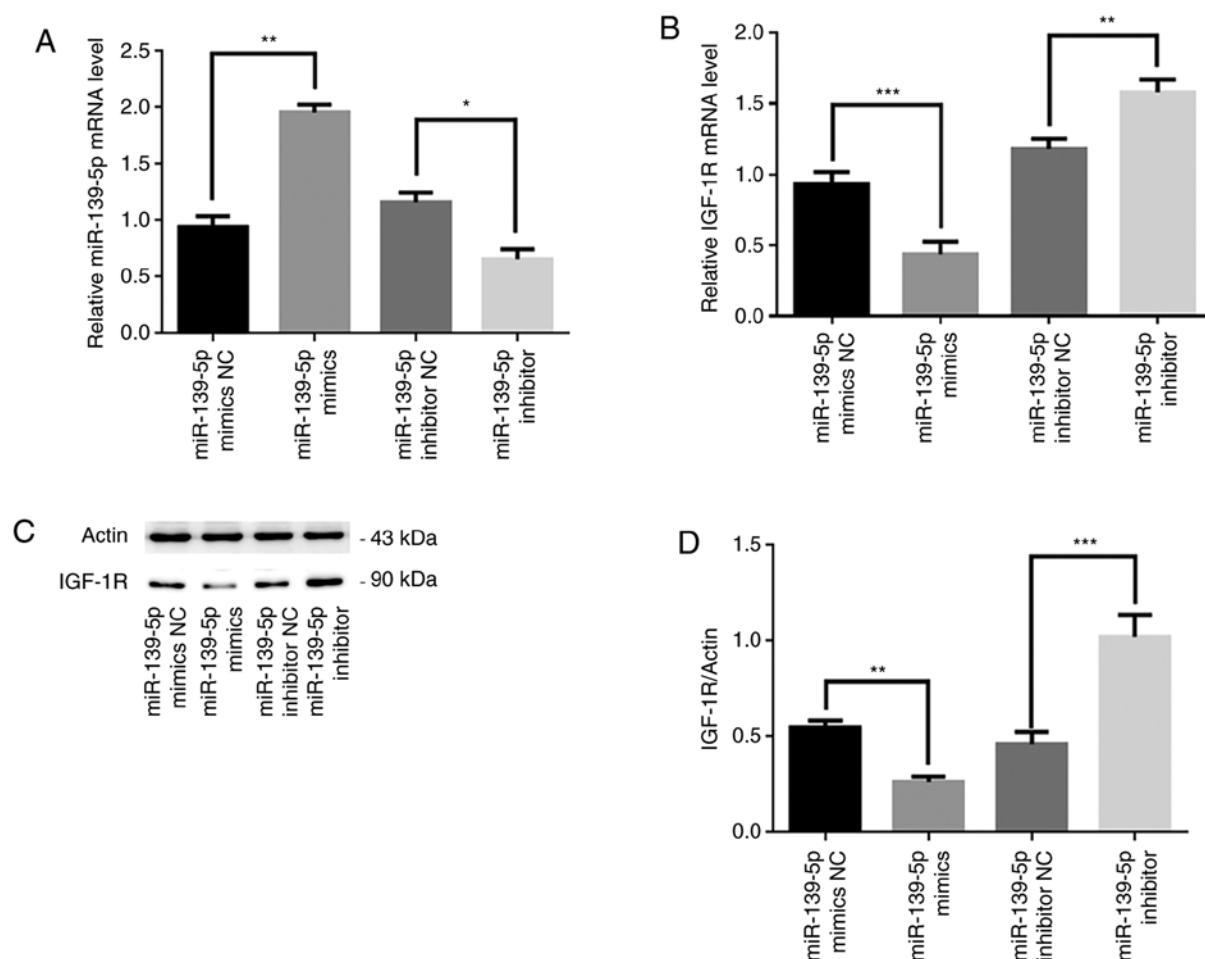 A
Relative miR-139-5p mRNA level
2.5
2.0
1.5
1.0
0.5
0.0
**
*
miR-139-5p
mimics NC
miR-139-5p
mimics
miR-139-5p
inhibitor NC
miR-139-5p
inhibitor
B
Relative IGF-1R mRNA level
2.0
1.5
1.0
0.5
0.0
***
**
miR-139-5p
mimics NC
miR-139-5p
mimics
miR-139-5p
inhibitor NC
miR-139-5p
inhibitor
C
Actin
- 43 kDa
IGF-1R
- 90 kDa
miR-139-5p
mimics NC
miR-139-5p
mimics
miR-139-5p
inhibitor NC
miR-139-5p
inhibitor
D
IGF-1R/Actin
1.5
1.0
0.5
0.0
**
***
miR-139-5p
mimics NC
miR-139-5p
mimics
miR-139-5p
inhibitor NC
miR-139-5p
inhibitor